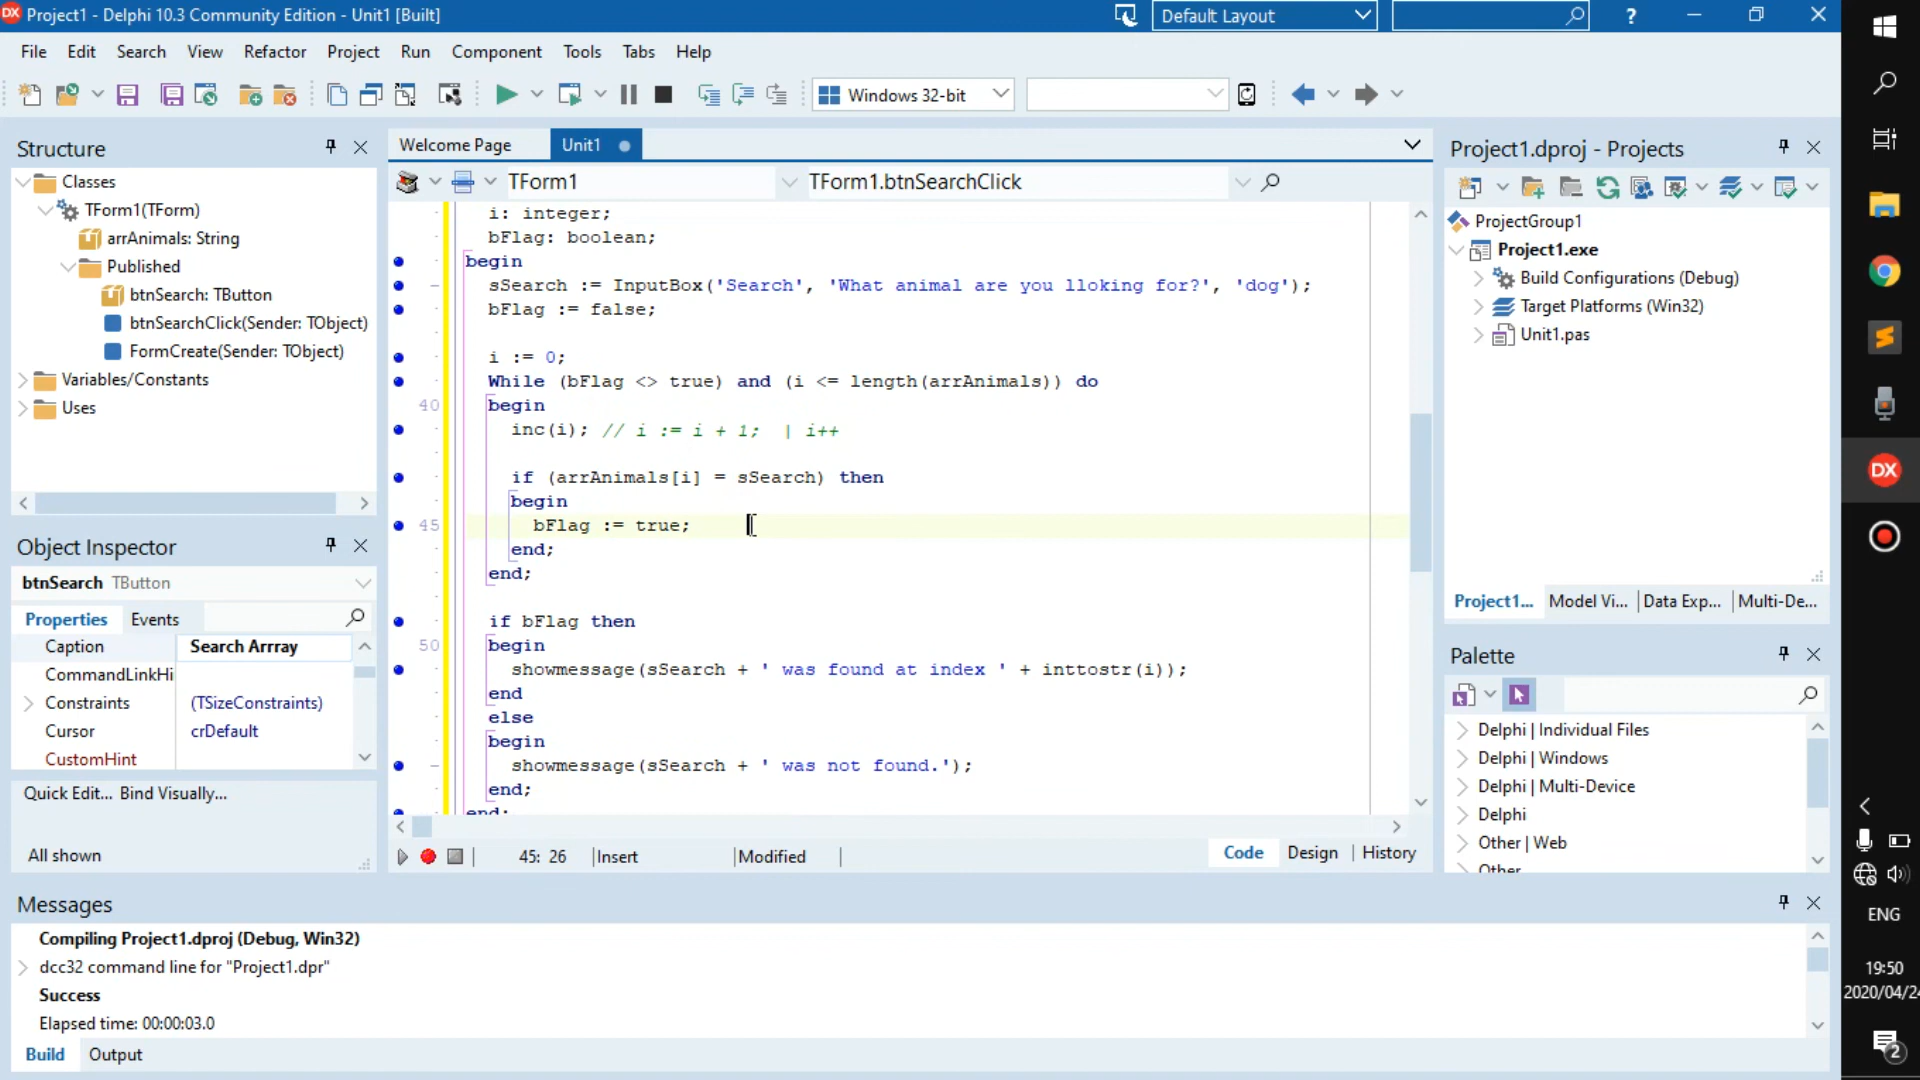 Project1 - Delphi 10.3 Community Edition - Unit1 [Built]
Default Layout
?
File Edit Search View Refactor Project Run Component Tools Tabs Help
Windows 32-bit
Structure
Classes
TForm1(TForm)
arrAnimals: String
Published
btnSearch: TButton
btnSearchClick(Sender: TObject)
FormCreate(Sender: TObject)
Variables/Constants
Uses
Object Inspector
btnSearch TButton
Properties Events
Caption Search Arrray
CommandLinkHi
Constraints (TSizeConstraints)
Cursor crDefault
CustomHint
Quick Edit... Bind Visually...
All shown
Welcome Page Unit1
TForm1 TForm1.btnSearchClick
i: integer;
bFlag: boolean;
begin
sSearch := InputBox('Search', 'What animal are you lloking for?', 'dog');
bFlag := false;
i := 0;
While (bFlag <> true) and (i <= length(arrAnimals)) do
40 begin
inc(i); // i := i + 1; | i++
if (arrAnimals[i] = sSearch) then
begin
45 bFlag := true;
end;
end;
if bFlag then
50 begin
showmessage(sSearch + ' was found at index ' + inttostr(i));
end
else
begin
showmessage(sSearch + ' was not found.');
end;
end;
45: 26 Insert Modified Code Design History
Project1.dproj - Projects
ProjectGroup1
Project1.exe
Build Configurations (Debug)
Target Platforms (Win32)
Unit1.pas
Project1... Model Vi... Data Exp... Multi-De...
Palette
Delphi | Individual Files
Delphi | Windows
Delphi | Multi-Device
Delphi
Other | Web
Other
Messages
Compiling Project1.dproj (Debug, Win32)
dcc32 command line for "Project1.dpr"
Success
Elapsed time: 00:00:03.0
Build Output
DX
DX
ENG
19:50
2020/04/24
2